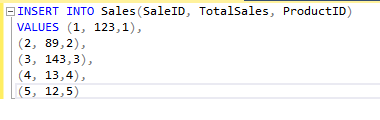 INSERT INTO Sales(SaleID, TotalSales, ProductID)
VALUES (1, 123,1),
(2, 89,2),
(3, 143,3),
(4, 13,4),
(5, 12,5)